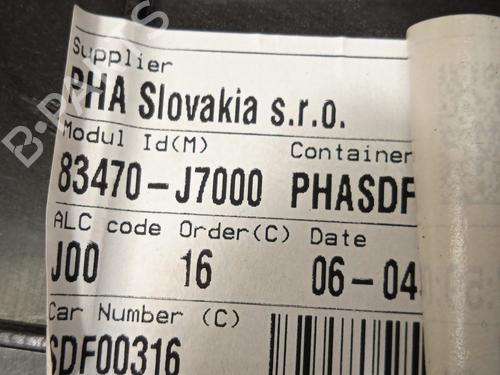 Supplier
PHA Slovakia s.r.o.
Modul Id(M) Container
83470-J7000 PHASDF
ALC code Order(C) Date
J00 16 06-04
Car Number (C)
SDF00316
B-PARTS